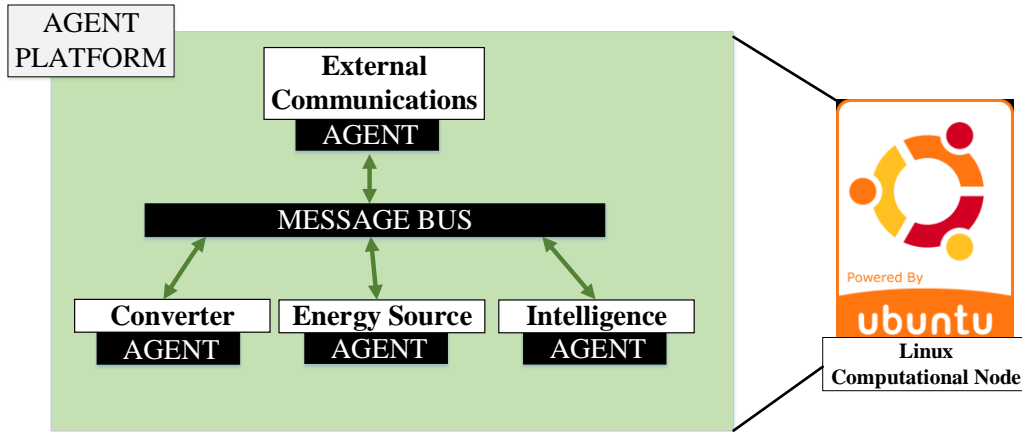 AGENT
PLATFORM
External
Communications
AGENT
MESSAGE BUS
Converter
AGENT
Energy Source
AGENT
Intelligence
AGENT
Powered By
ubuntu
Linux
Computational Node